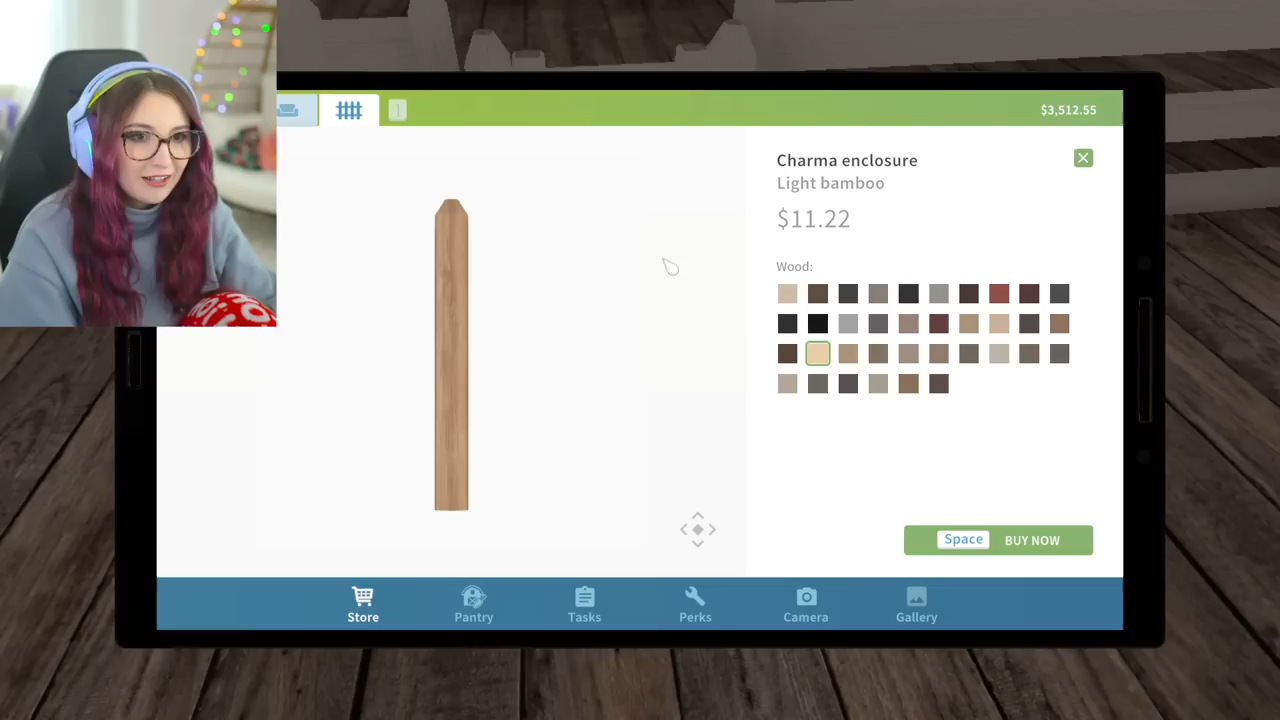 $3,512.55
Charma enclosure
Light bamboo
$11.22
Wood:
Space BUY NOW
Store
Pantry
Tasks
Perks
Camera
Gallery